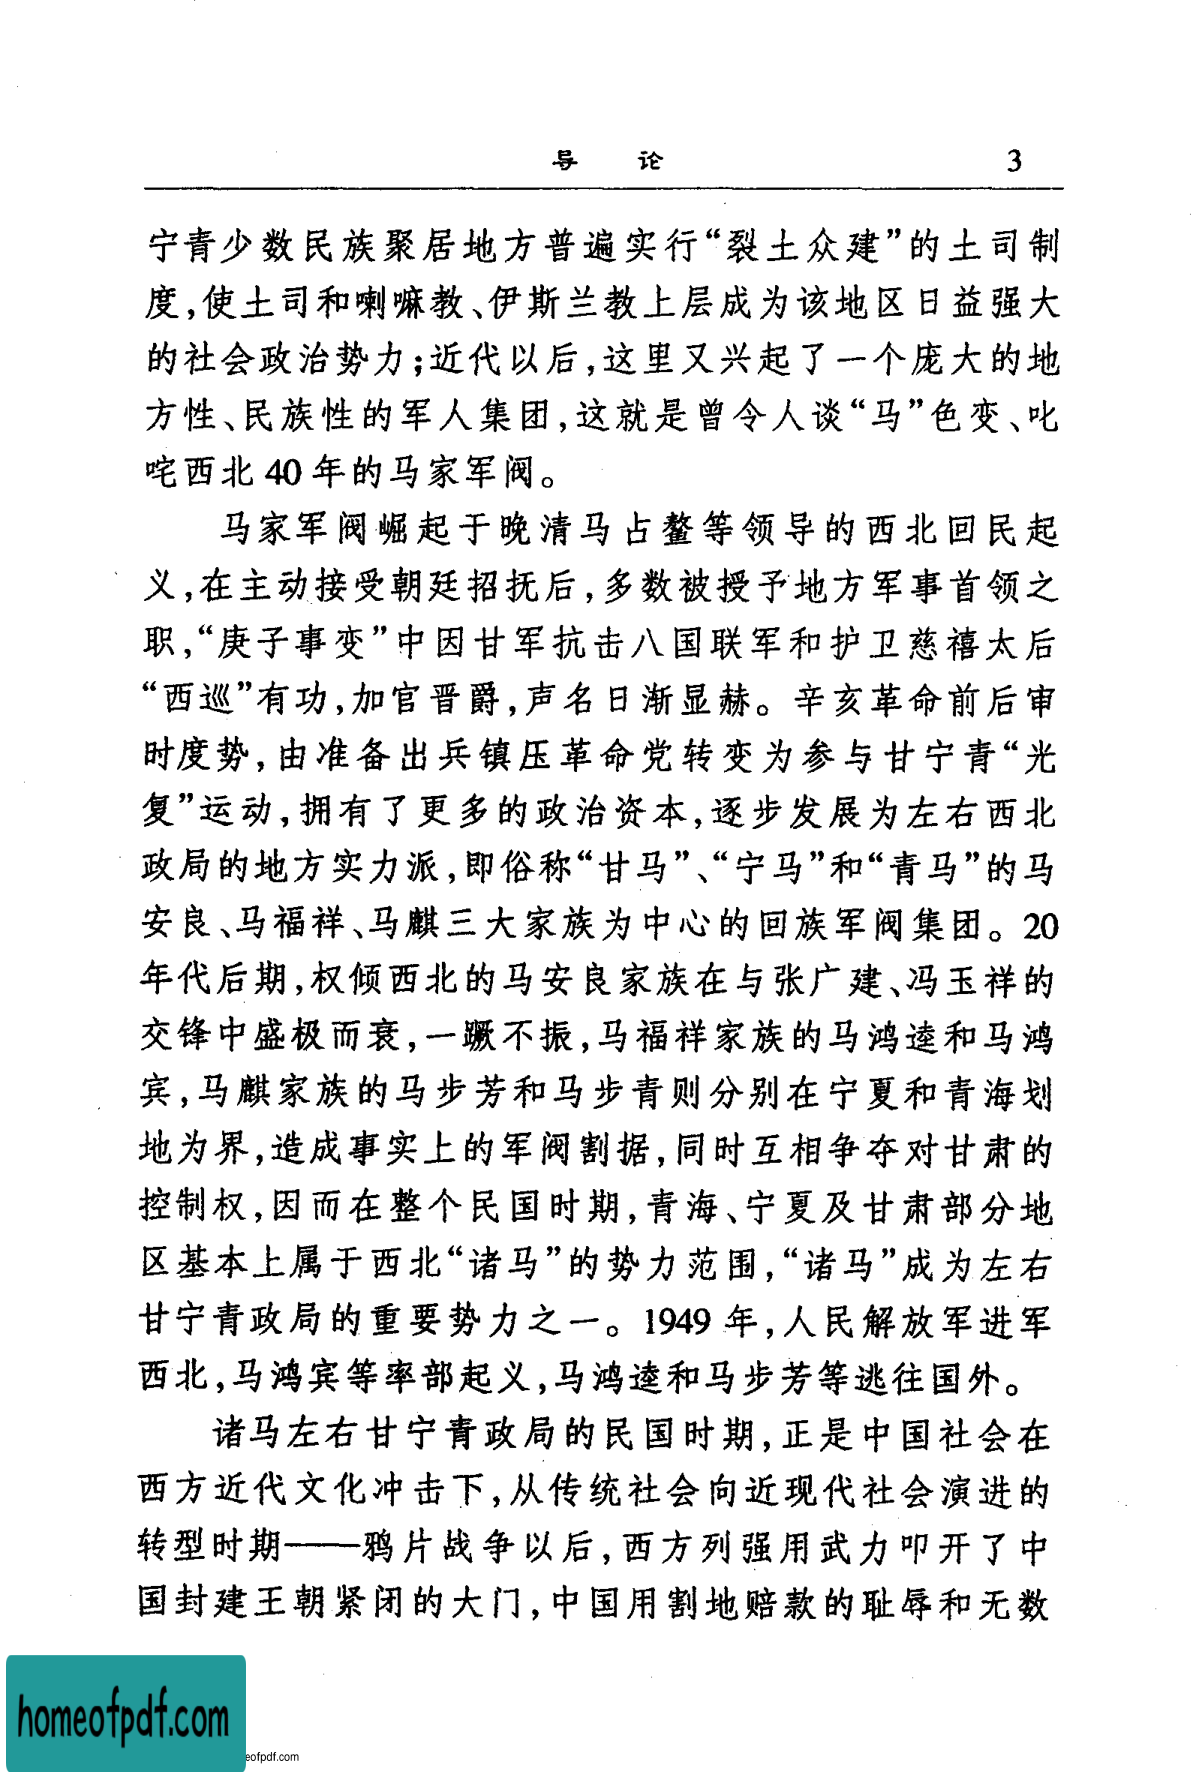 导 论 3
宁青少数民族聚居地方普遍实行“裂土众建”的土司制
度,使土司和喇嘛教、伊斯兰教上层成为该地区日益强大
的社会政治势力;近代以后,这里又兴起了一个庞大的地
方性、民族性的军人集团,这就是曾令人谈“马”色变、叱
咤西北40年的马家军阀。
马家军阀崛起于晚清马占鳌等领导的西北回民起
义,在主动接受朝廷招抚后,多数被授予地方军事首领之
职,“庚子事变”中因甘军抗击八国联军和护卫慈禧太后
“西巡”有功,加官晋爵,声名日渐显赫。辛亥革命前后审
时度势,由准备出兵镇压革命党转变为参与甘宁青“光
复”运动,拥有了更多的政治资本,逐步发展为左右西北
政局的地方实力派,即俗称“甘马”、“宁马”和“青马”的马
安良、马福祥、马麒三大家族为中心的回族军阀集团。20
年代后期,权倾西北的马安良家族在与张广建、冯玉祥的
交锋中盛极而衰,一蹶不振,马福祥家族的马鸿逵和马鸿
宾,马麒家族的马步芳和马步青则分别在宁夏和青海划
地为界,造成事实上的军阀割据,同时互相争夺对甘肃的
控制权,因而在整个民国时期,青海、宁夏及甘肃部分地
区基本上属于西北“诸马”的势力范围,“诸马”成为左右
甘宁青政局的重要势力之一。1949年,人民解放军进军
西北,马鸿宾等率部起义,马鸿逵和马步芳等逃往国外。
诸马左右甘宁青政局的民国时期,正是中国社会在
西方近代文化冲击下,从传统社会向近现代社会演进的
转型时期——鸦片战争以后,西方列强用武力叩开了中
国封建王朝紧闭的大门,中国用割地赔款的耻辱和无数
homeofpdf.com
eofpdf.com